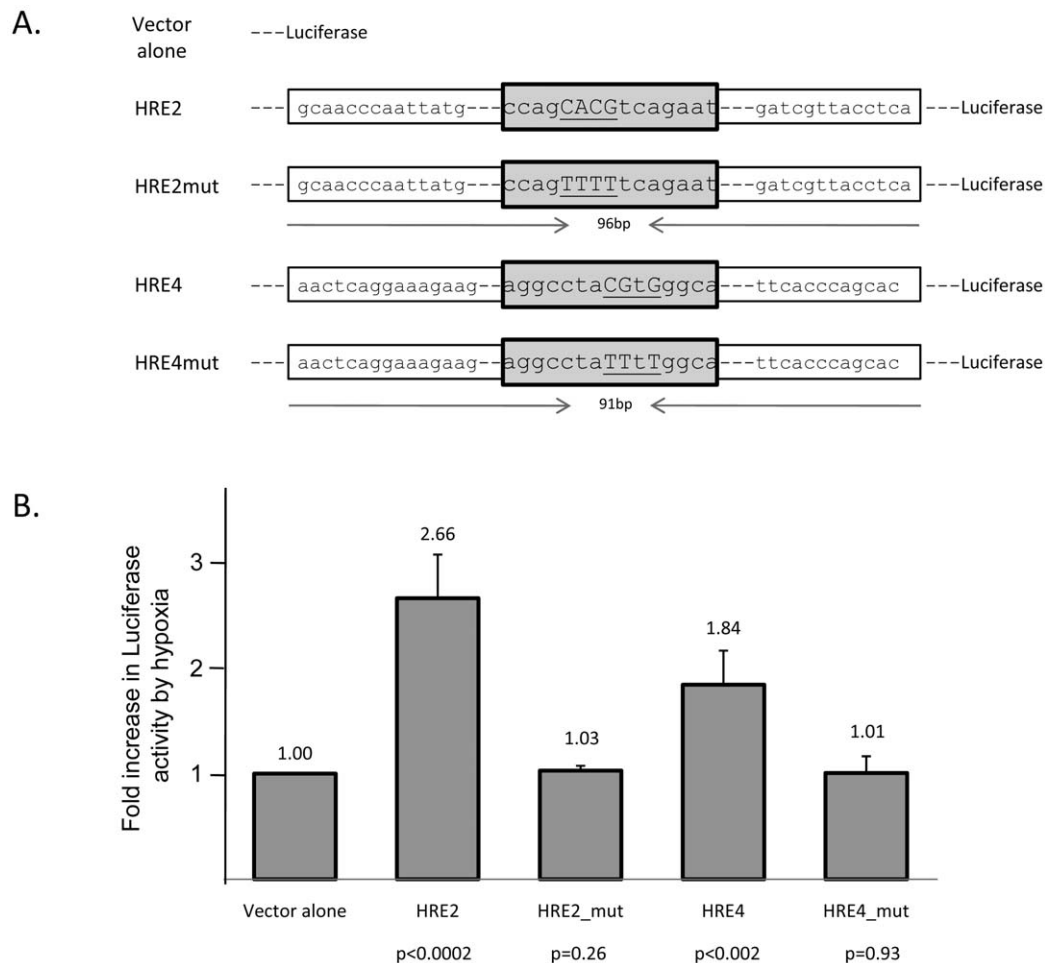 A.
Vector alone
---Luciferase
HRE2
---gcaacccaattatg---ccagCACGtcagaat---gatcgttacctca---Luciferase
HRE2mut
---gcaacccaattatg---ccagTTTTtcagaat---gatcgttacctca---Luciferase
96bp
HRE4
---aactcaggaaagaag---aggcctaCGtGggca---ttcacccagcac---Luciferase
HRE4mut
---aactcaggaaagaag---aggcctaTTtTggca---ttcacccagcac---Luciferase
91bp
B.
Fold increase in Luciferase
activity by hypoxia
3
2
1
1.00
2.66
1.03
1.84
1.01
Vector alone HRE2 HRE2_mut HRE4 HRE4_mut
p<0.0002 p=0.26 p<0.002 p=0.93